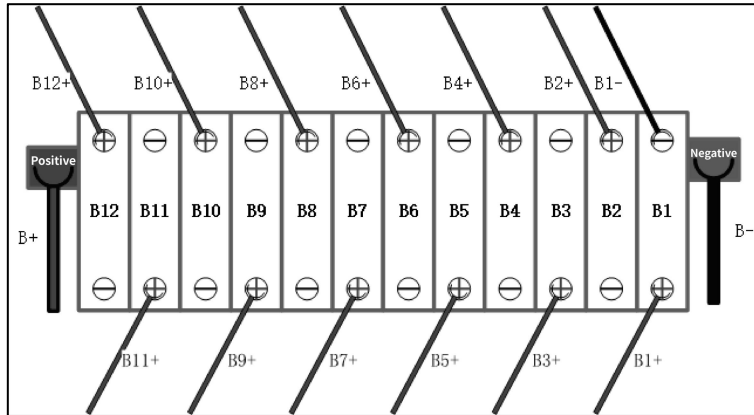 B12+ B10+ B8+ B6+ B4+ B2+ B1-
Positive
Negative
B12 B11 B10 B9 B8 B7 B6 B5 B4 B3 B2 B1
B+
B-
B11+ B9+ B7+ B5+ B3+ B1+